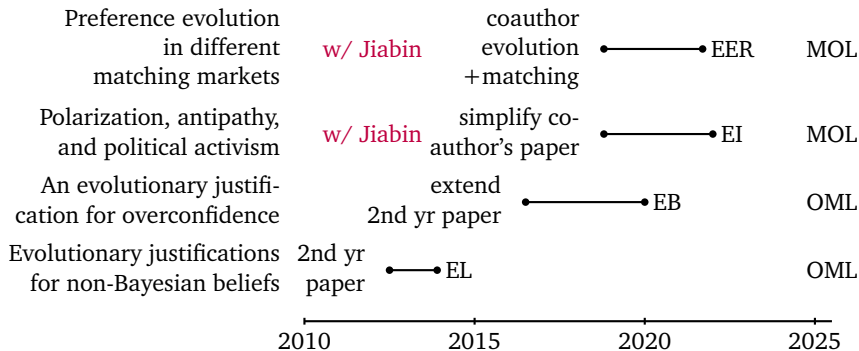 Preference evolution
in different
matching markets
w/ Jiabin
coauthor
evolution
+matching
EER
MOL
Polarization, antipathy,
and political activism
w/ Jiabin
simplify co-
author's paper
EI
MOL
An evolutionary justifi-
cation for overconfidence
extend
2nd yr paper
EB
OML
Evolutionary justifications
for non-Bayesian beliefs
2nd yr
paper
EL
OML
2010 2015 2020 2025